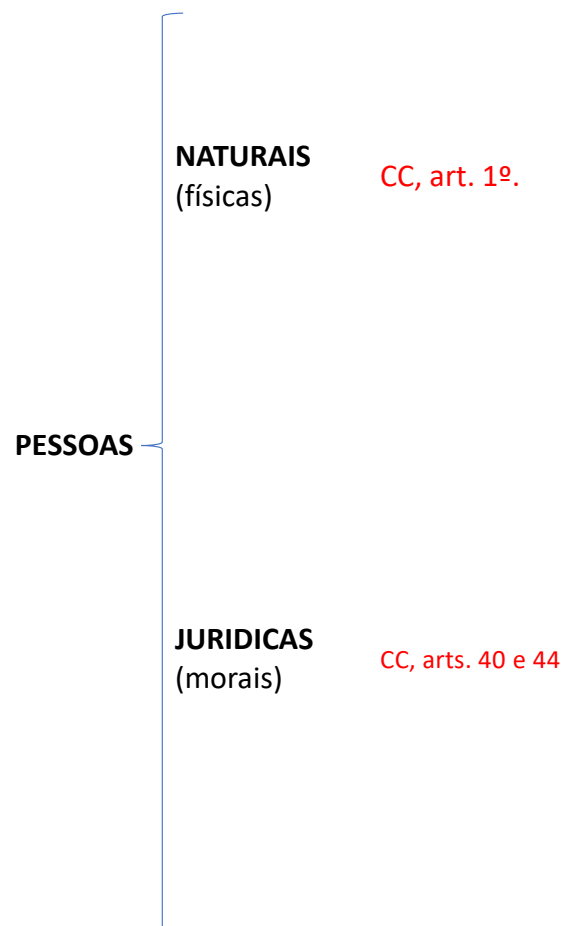 NATURAIS
(físicas)
CC, art. 1º.
PESSOAS
JURIDICAS
(morais)
CC, arts. 40 e 44